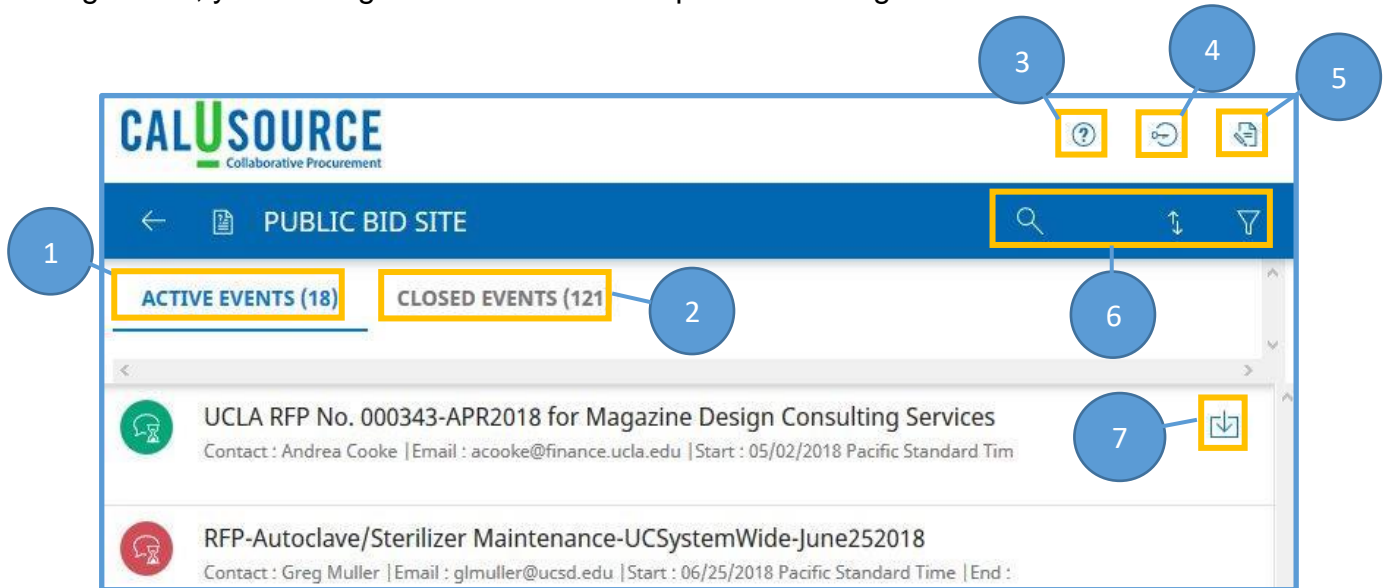 3
4
5
CALUSOURCE
Collaborative Procurement
PUBLIC BID SITE
1
ACTIVE EVENTS (18)
CLOSED EVENTS (121
2
6
UCLA RFP No. 000343-APR2018 for Magazine Design Consulting Services
Contact : Andrea Cooke |Email : acooke@finance.ucla.edu |Start : 05/02/2018 Pacific Standard Tim
7
RFP-Autoclave/Sterilizer Maintenance-UCSystemWide-June252018
Contact : Greg Muller |Email : glmuller@ucsd.edu |Start : 06/25/2018 Pacific Standard Time |End :